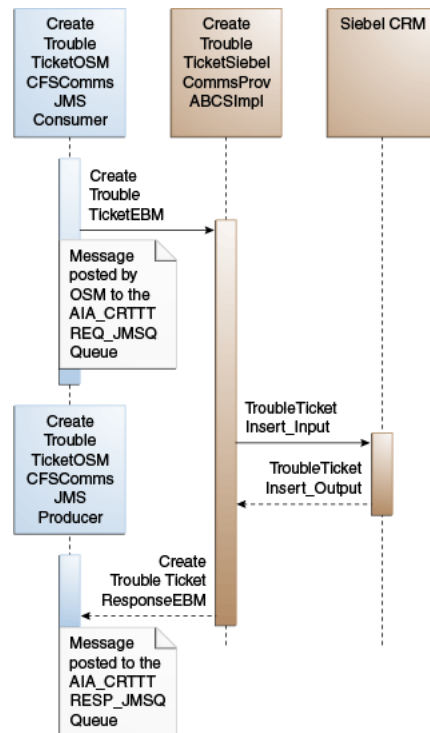 Create
Trouble
TicketOSM
CFSComms
JMS
Consumer
Create
Trouble
TicketSiebel
CommsProv
ABCSImpl
Siebel CRM
Create
Trouble
TicketEBM
Message
posted by
OSM to the
AIA_CRTTT
REQ_JMSQ
Queue
TroubleTicket
Insert_Input
TroubleTicket
Insert_Output
Create
Trouble
TicketOSM
CFSComms
JMS
Producer
Create
Trouble Ticket
ResponseEBM
Message
posted to the
AIA_CRTTT
RESP_JMSQ
Queue